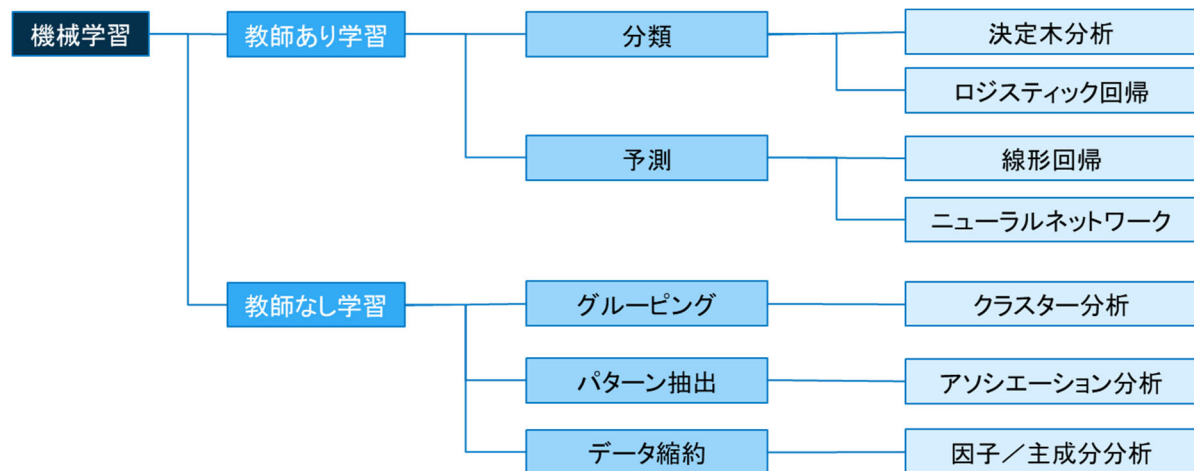 機械学習
教師あり学習
分類
決定木分析
ロジスティック回帰
予測
線形回帰
ニューラルネットワーク
教師なし学習
グルーピング
クラスター分析
パターン抽出
アソシエーション分析
データ縮約
因子／主成分分析